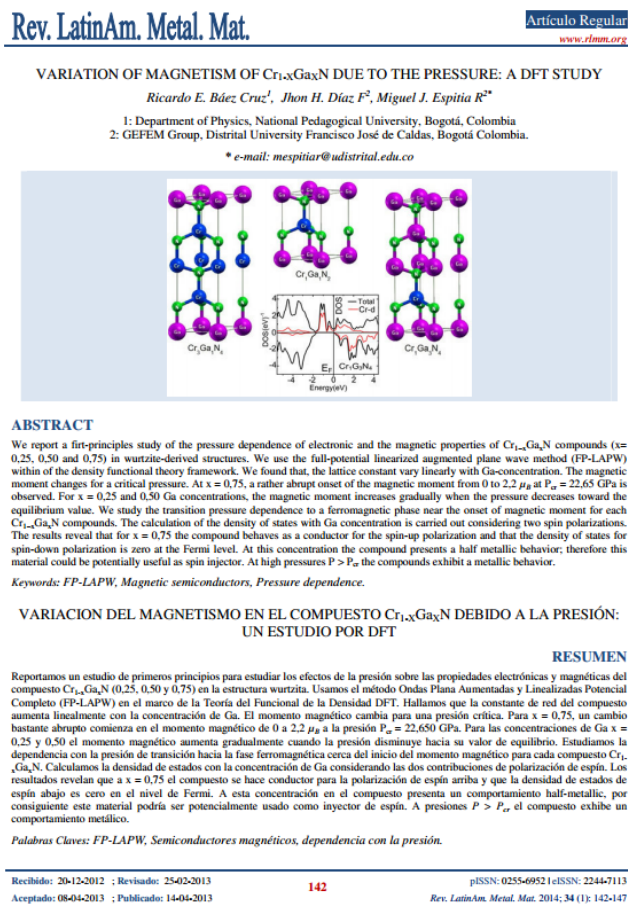 Rev. LatinAm. Metal. Mat.
Artículo Regular
www.rlmm.org
VARIATION OF MAGNETISM OF Cr1-XGaXN DUE TO THE PRESSURE: A DFT STUDY
Ricardo E. Báez Cruz1, Jhon H. Díaz F2, Miguel J. Espitia R2*
1: Department of Physics, National Pedagogical University, Bogotá, Colombia
2: GEFEM Group, Distrital University Francisco José de Caldas, Bogotá Colombia.
* e-mail: mespitiar@udistrital.edu.co
Cr3Ga1N4
Cr1Ga1N2
Cr1Ga3N4
DOS(eV)-1
DOS
Total
Cr-d
EF
Cr1G3N4
4
2
0
-2
-4
-4 -2 0 2 4
Energy(eV)
ABSTRACT
We report a firt-principles study of the pressure dependence of electronic and the magnetic properties of Cr1-xGaxN compounds (x=
0,25, 0,50 and 0,75) in wurtzite-derived structures. We use the full-potential linearized augmented plane wave method (FP-LAPW)
within of the density functional theory framework. We found that, the lattice constant vary linearly with Ga-concentration. The magnetic
moment changes for a critical pressure. At x = 0,75, a rather abrupt onset of the magnetic moment from 0 to 2,2 μB at Pcr = 22,65 GPa is
observed. For x = 0,25 and 0,50 Ga concentrations, the magnetic moment increases gradually when the pressure decreases toward the
equilibrium value. We study the transition pressure dependence to a ferromagnetic phase near the onset of magnetic moment for each
Cr1-xGaxN compounds. The calculation of the density of states with Ga concentration is carried out considering two spin polarizations.
The results reveal that for x = 0,75 the compound behaves as a conductor for the spin-up polarization and that the density of states for
spin-down polarization is zero at the Fermi level. At this concentration the compound presents a half metallic behavior; therefore this
material could be potentially useful as spin injector. At high pressures P > Pcr the compounds exhibit a metallic behavior.
Keywords: FP-LAPW, Magnetic semiconductors, Pressure dependence.
VARIACION DEL MAGNETISMO EN EL COMPUESTO Cr1-XGaXN DEBIDO A LA PRESIÓN:
UN ESTUDIO POR DFT
RESUMEN
Reportamos un estudio de primeros principios para estudiar los efectos de la presión sobre las propiedades electrónicas y magnéticas del
compuesto Cr1-xGaxN (0,25, 0,50 y 0,75) en la estructura wurtzita. Usamos el método Ondas Plana Aumentadas y Linealizadas Potencial
Completo (FP-LAPW) en el marco de la Teoría del Funcional de la Densidad DFT. Hallamos que la constante de red del compuesto
aumenta linealmente con la concentración de Ga. El momento magnético cambia para una presión crítica. Para x = 0,75, un cambio
bastante abrupto comienza en el momento magnético de 0 a 2,2 μB a la presión Pcr = 22,650 GPa. Para las concentraciones de Ga x =
0,25 y 0,50 el momento magnético aumenta gradualmente cuando la presión disminuye hacia su valor de equilibrio. Estudiamos la
dependencia con la presión de transición hacia la fase ferromagnética cerca del inicio del momento magnético para cada compuesto Cr1-
xGaxN. Calculamos la densidad de estados con la concentración de Ga considerando las dos contribuciones de polarización de espín. Los
resultados revelan que a x = 0,75 el compuesto se hace conductor para la polarización de espín arriba y que la densidad de estados de
espín abajo es cero en el nivel de Fermi. A esta concentración en el compuesto presenta un comportamiento half-metallic, por
consiguiente este material podría ser potencialmente usado como injector de espín. A presiones P > Pcr el compuesto exhibe un
comportamiento metálico.
Palabras Claves: FP-LAPW, Semiconductores magnéticos, dependencia con la presión.
Recibido: 20-12-2012 ; Revisado: 25-02-2013
142
pISSN: 0255-6952 | eISSN: 2244-7113
Aceptado: 08-04-2013 ; Publicado: 14-04-2013
Rev. LatinAm. Metal. Mat. 2014; 34 (1): 142-147